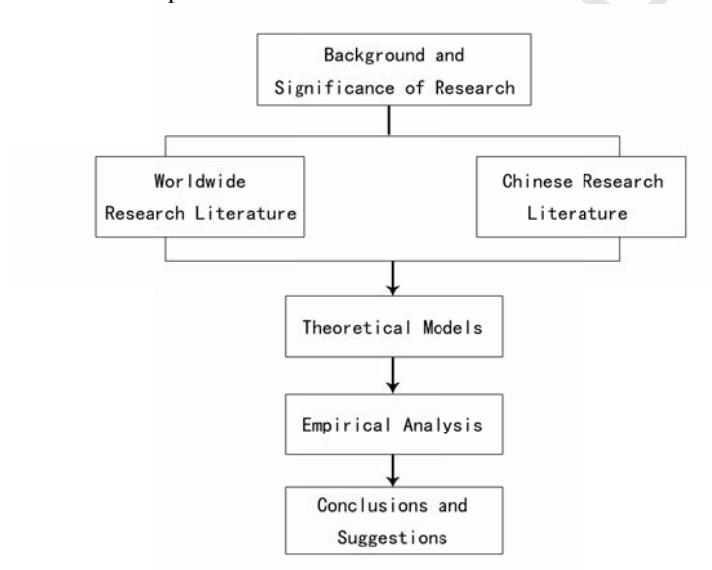 Background and
Significance of Research
Worldwide
Research Literature
Chinese Research
Literature
Theoretical Models
Empirical Analysis
Conclusions and
Suggestions